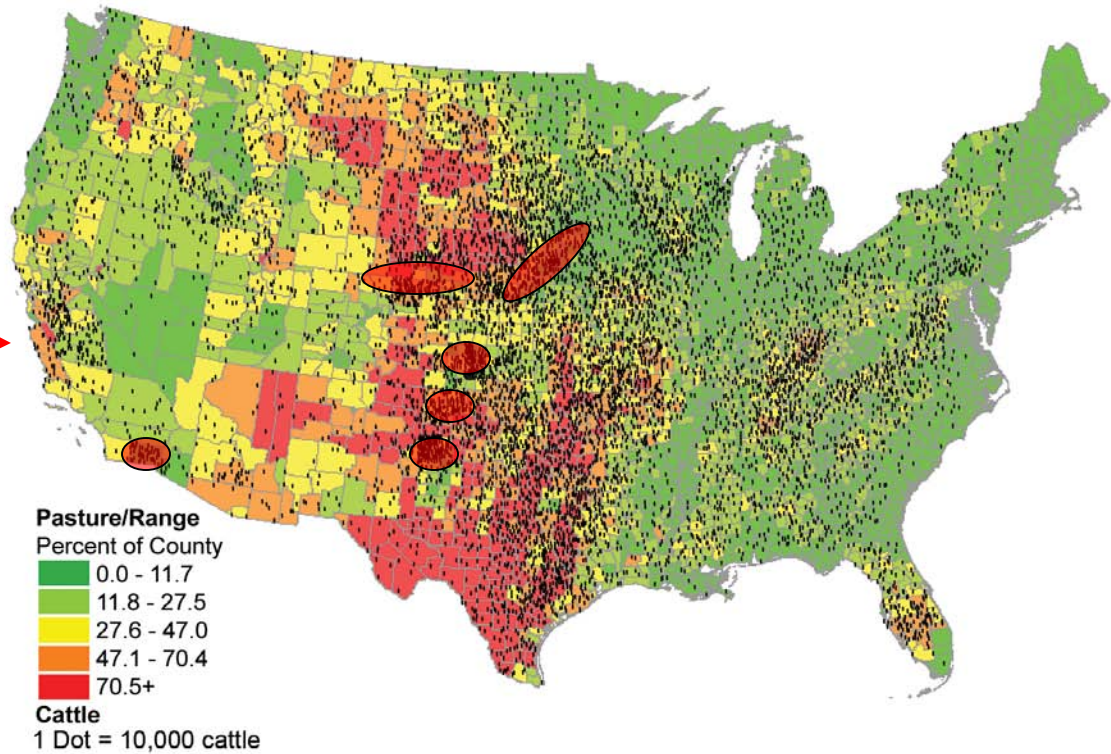 Pasture/Range
Percent of County
0.0 - 11.7
11.8 - 27.5
27.6 - 47.0
47.1 - 70.4
70.5+
Cattle
1 Dot = 10,000 cattle